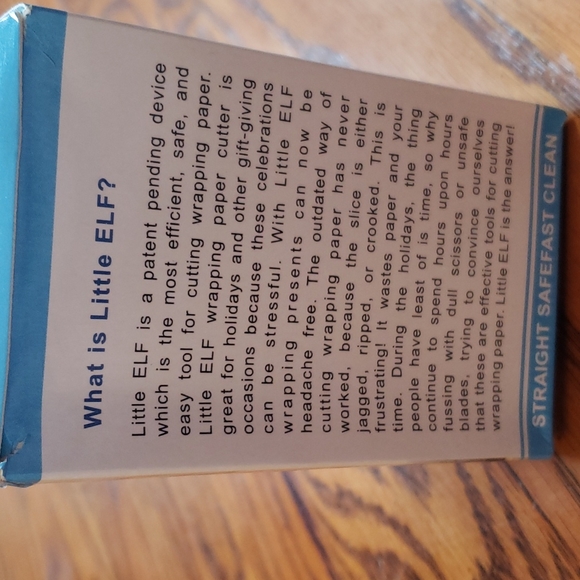 What is Little ELF?
Little ELF is a patent pending device
which is the most efficient, safe, and
easy tool for cutting wrapping paper.
Little ELF wrapping paper cutter is
great for holidays and other gift-giving
occasions because these celebrations
can be stressful. With Little ELF
wrapping presents can now be
headache free. The outdated way of
cutting wrapping paper has never
worked, because the slice is either
jagged, ripped, or crooked. This is
frustrating! It wastes paper and your
time. During the holidays, the thing
people have least of is time, so why
continue to spend hours upon hours
fussing with dull scissors or unsafe
blades, trying to convince ourselves
that these are effective tools for cutting
wrapping paper. Little ELF is the answer!
STRAIGHT SAFEFAST CLEAN